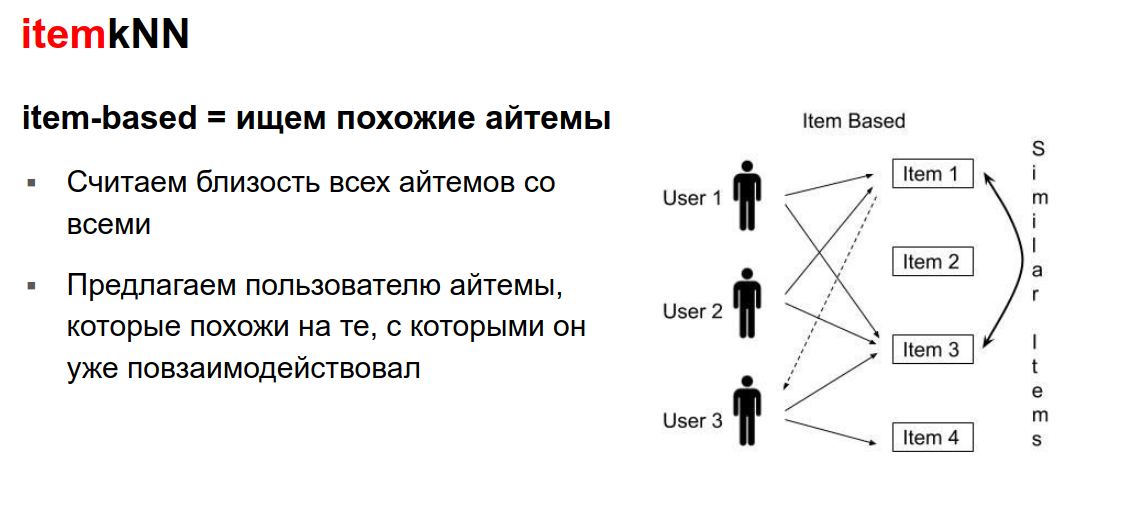 itemkNN
item-based = ищем похожие айтемы
▪ Считаем близость всех айтемов со
всеми
▪ Предлагаем пользователю айтемы,
которые похожи на те, с которыми он
уже повзаимодействовал
Item Based
User 1
User 2
User 3
Item 1
Item 2
Item 3
Item 4
Similar Items